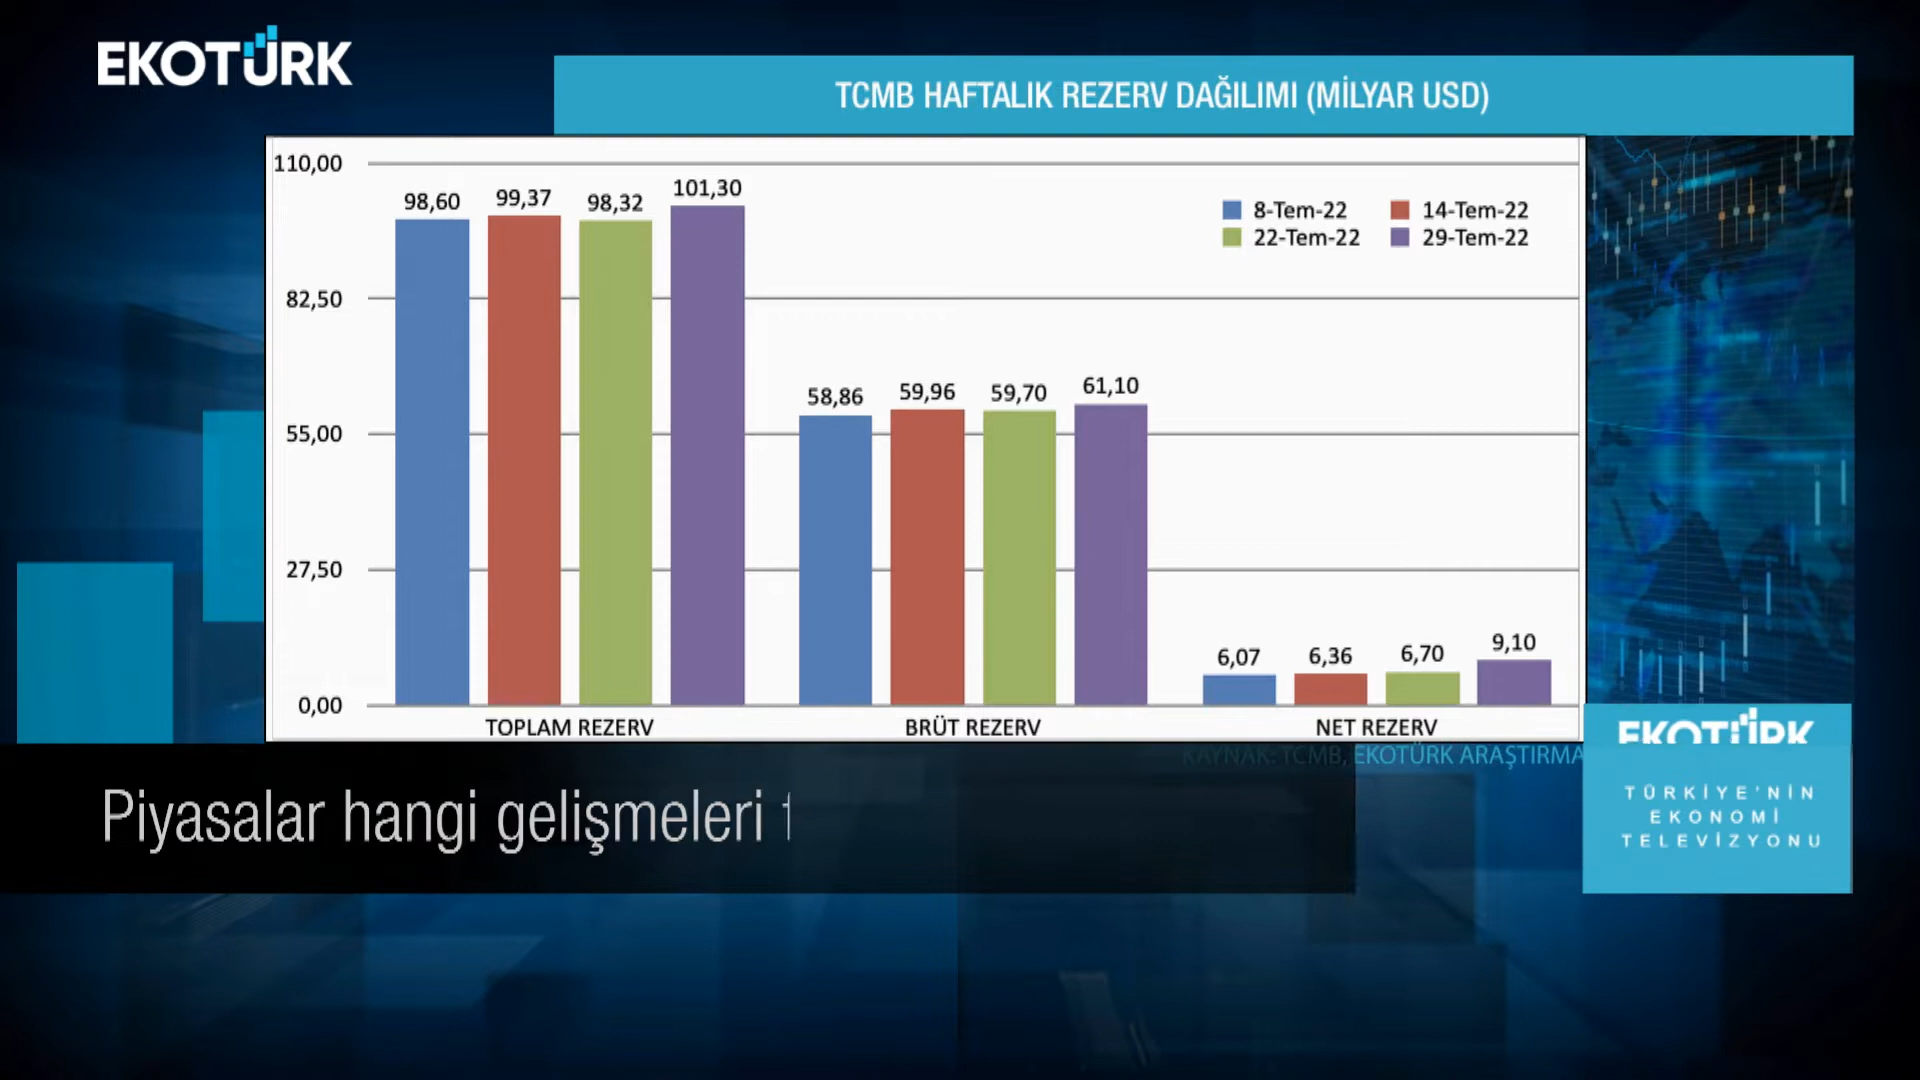 EKOTÜRK
TCMB HAFTALIK REZERV DAĞILIMI (MİLYAR USD)
110,00
82,50
55,00
27,50
0,00
98,60 99,37 98,32 101,30
58,86 59,96 59,70 61,10
6,07 6,36 6,70 9,10
8-Tem-22 14-Tem-22
22-Tem-22 29-Tem-22
TOPLAM REZERV BRÜT REZERV NET REZERV
KAYNAK: TCMB, EKOTÜRK ARAŞTIRMA
Piyasalar hangi gelişmeleri
EKOTÜRK
TÜRKİYE'NİN
EKONOMİ
TELEVİZYONU